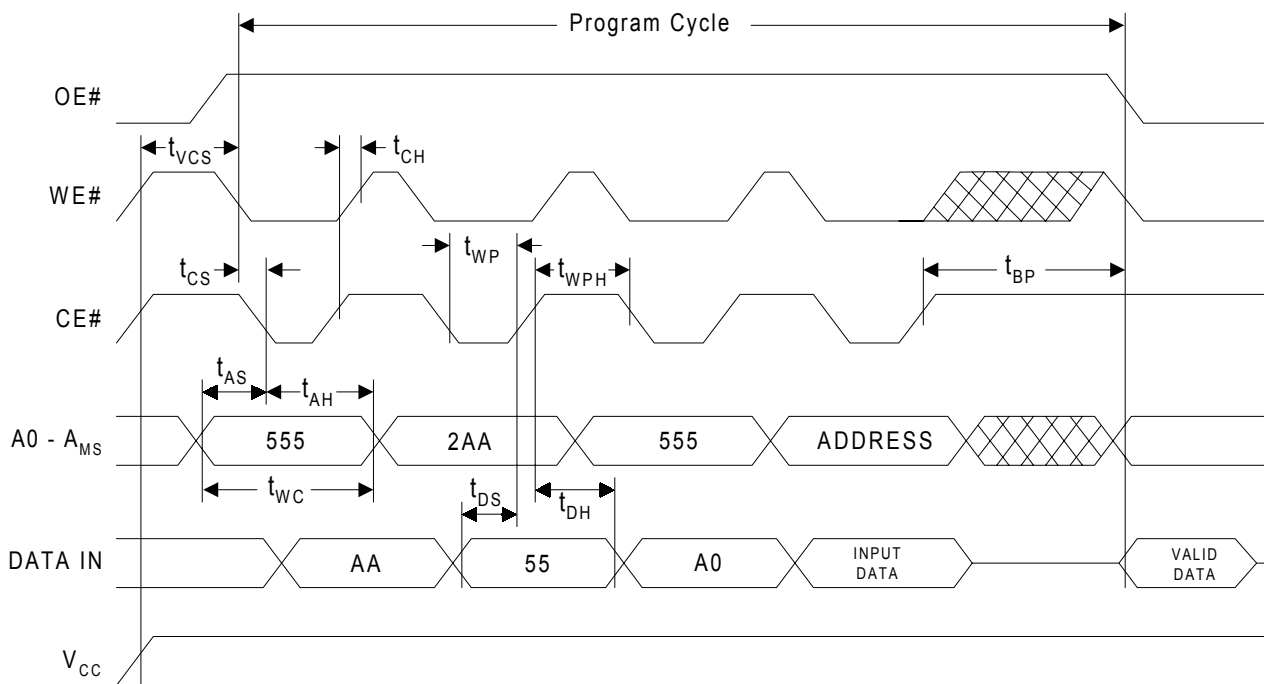 Program Cycle
OE#
tVCS
tCH
WE#
tWP
tCS
tWPH
tBP
CE#
tAS
tAH
A0 - AMS
555
2AA
555
ADDRESS
tWC
tDS
tDH
DATA IN
AA
55
A0
INPUT
DATA
VALID
DATA
VCC